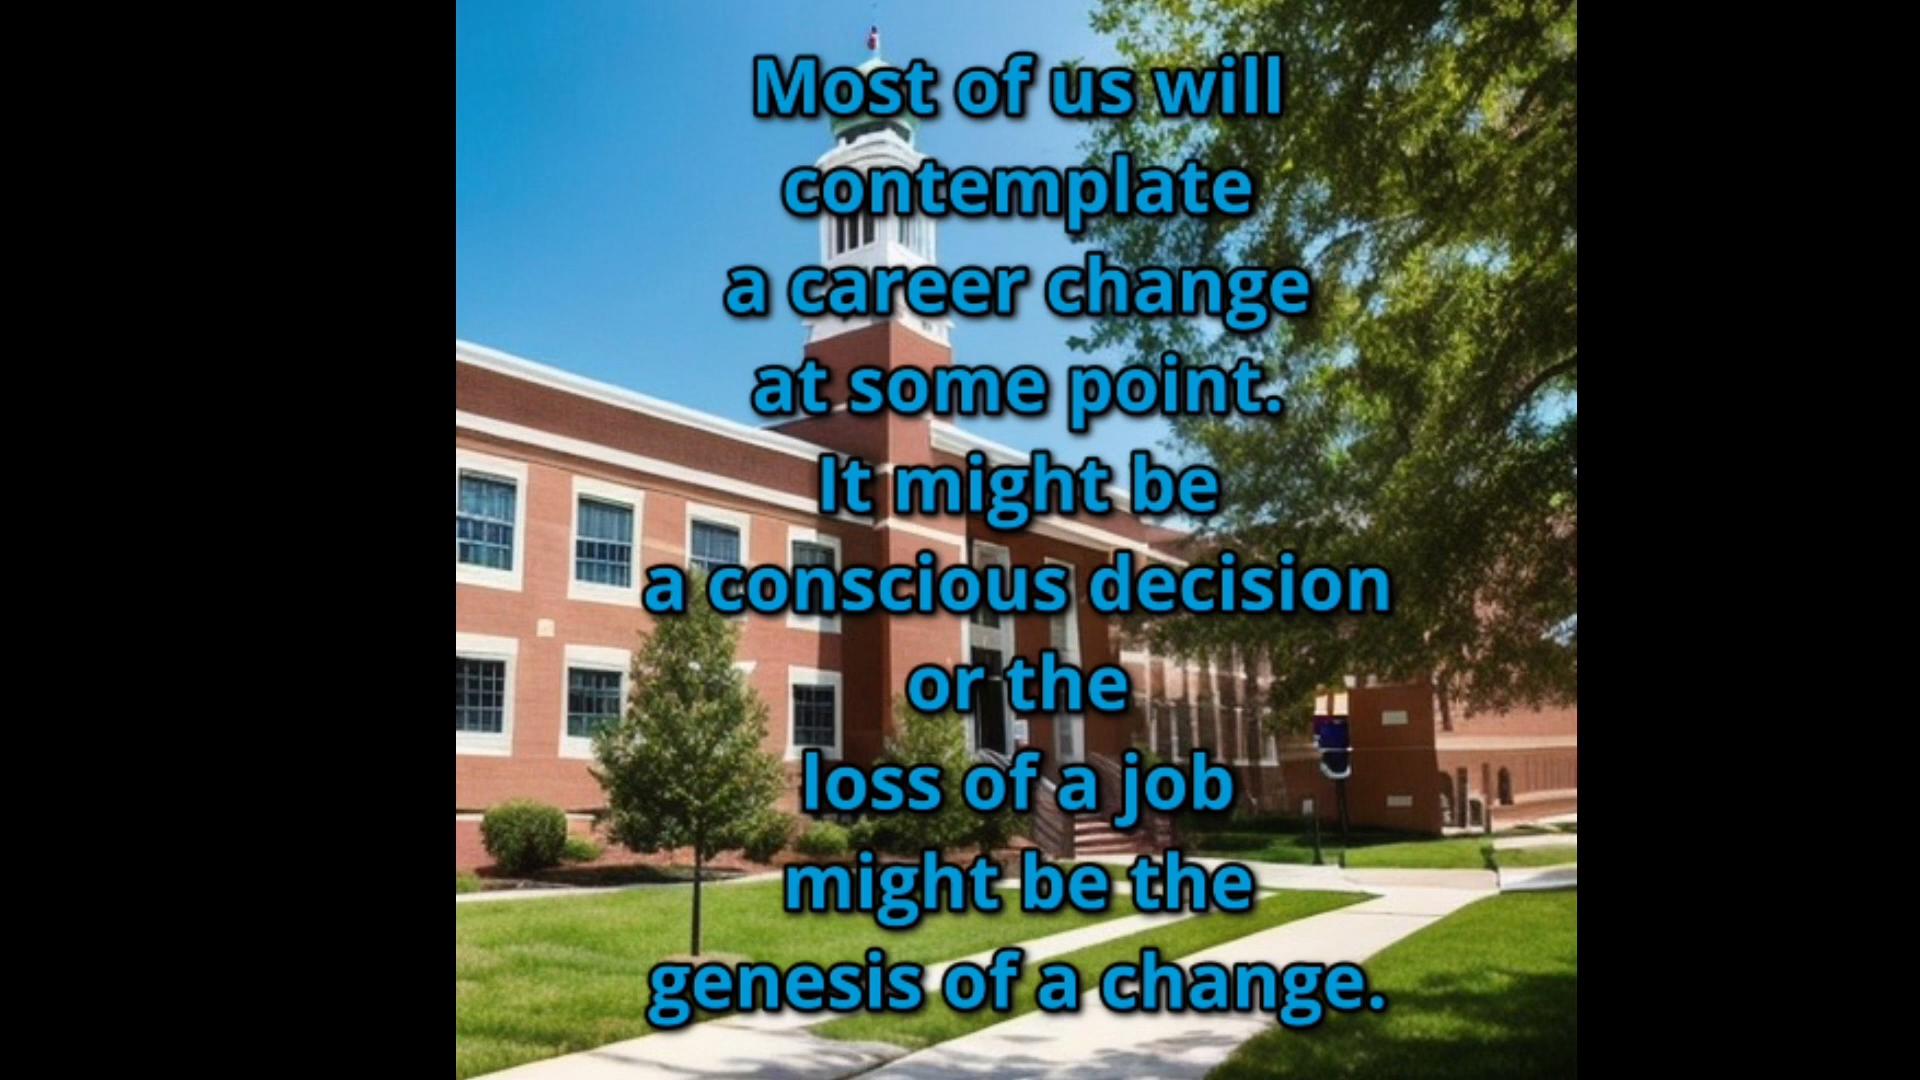 Most of us will
contemplate
a career change
at some point.
It might be
a conscious decision
or the
loss of a job
might be the
genesis of a change.